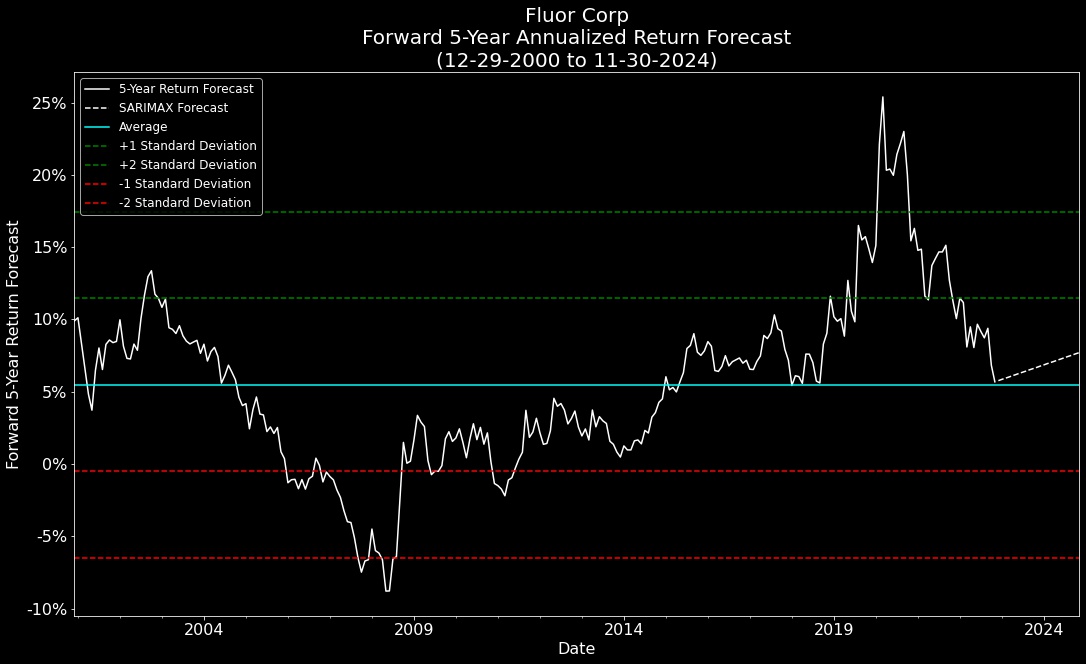 Fluor Corp
Forward 5-Year Annualized Return Forecast
(12-29-2000 to 11-30-2024)
5-Year Return Forecast
SARIMAX Forecast
Average
+1 Standard Deviation
+2 Standard Deviation
-1 Standard Deviation
-2 Standard Deviation
Forward 5-Year Return Forecast
25%
20%
15%
10%
5%
0%
-5%
-10%
2004 2009 2014 2019 2024
Date